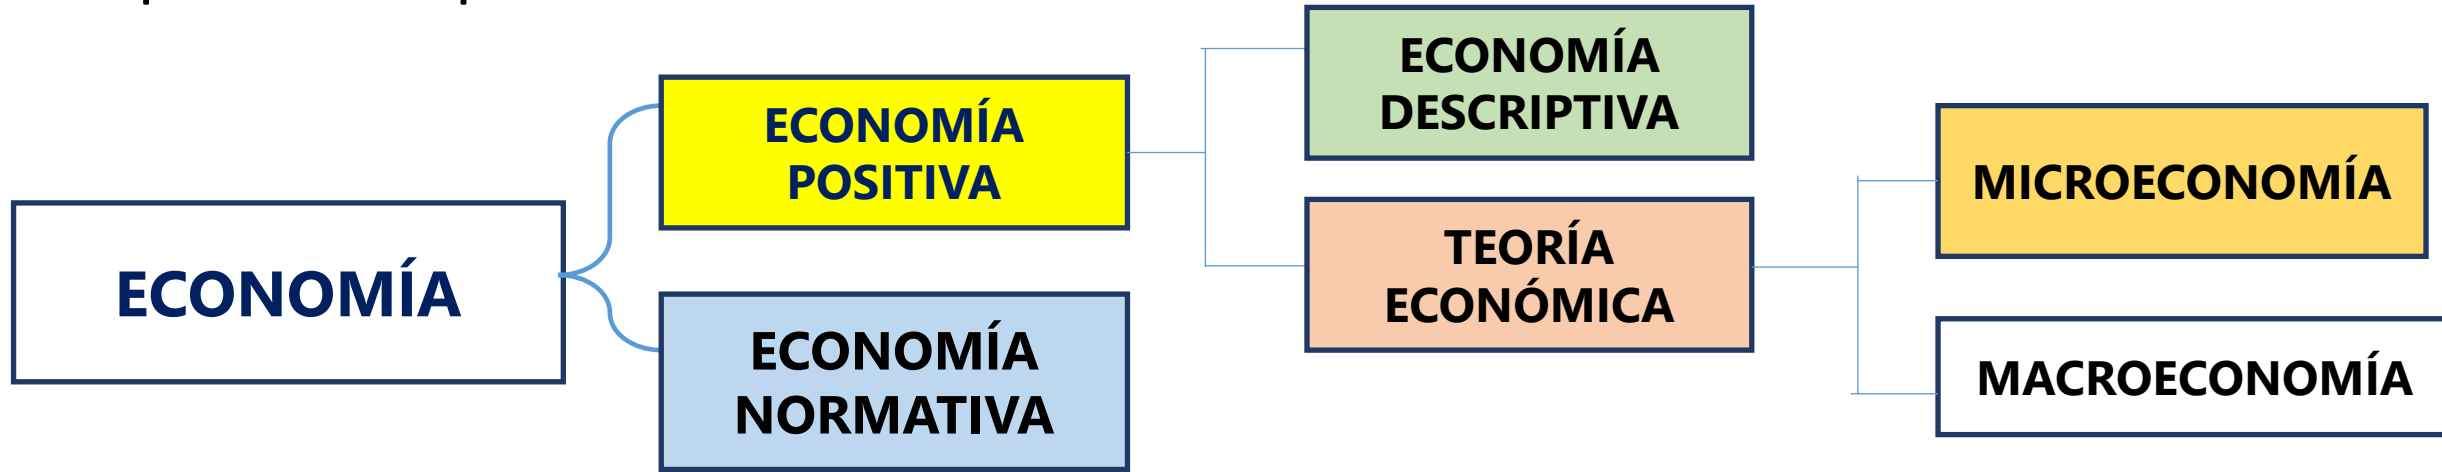 ECONOMÍA
ECONOMÍA
POSITIVA
ECONOMÍA
NORMATIVA
ECONOMÍA
DESCRIPTIVA
TEORÍA
ECONÓMICA
MICROECONOMÍA
MACROECONOMÍA